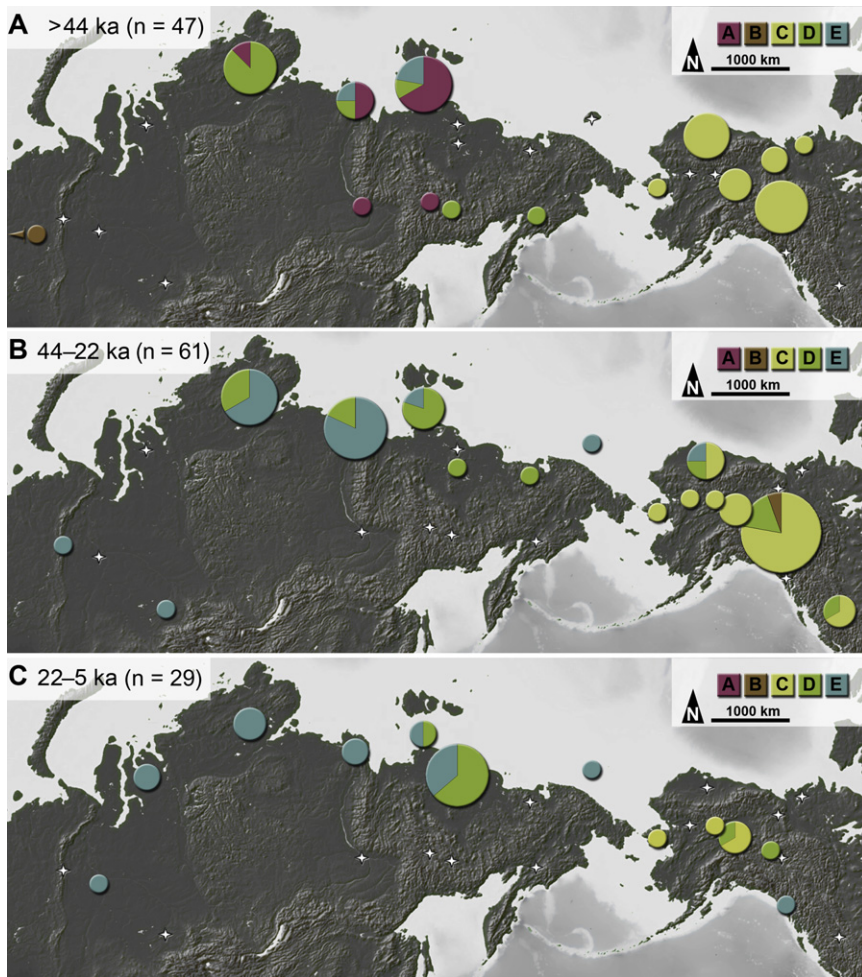 A >44 ka (n = 47)
A B C D E
N
1000 km
B 44–22 ka (n = 61)
A B C D E
N
1000 km
C 22–5 ka (n = 29)
A B C D E
N
1000 km